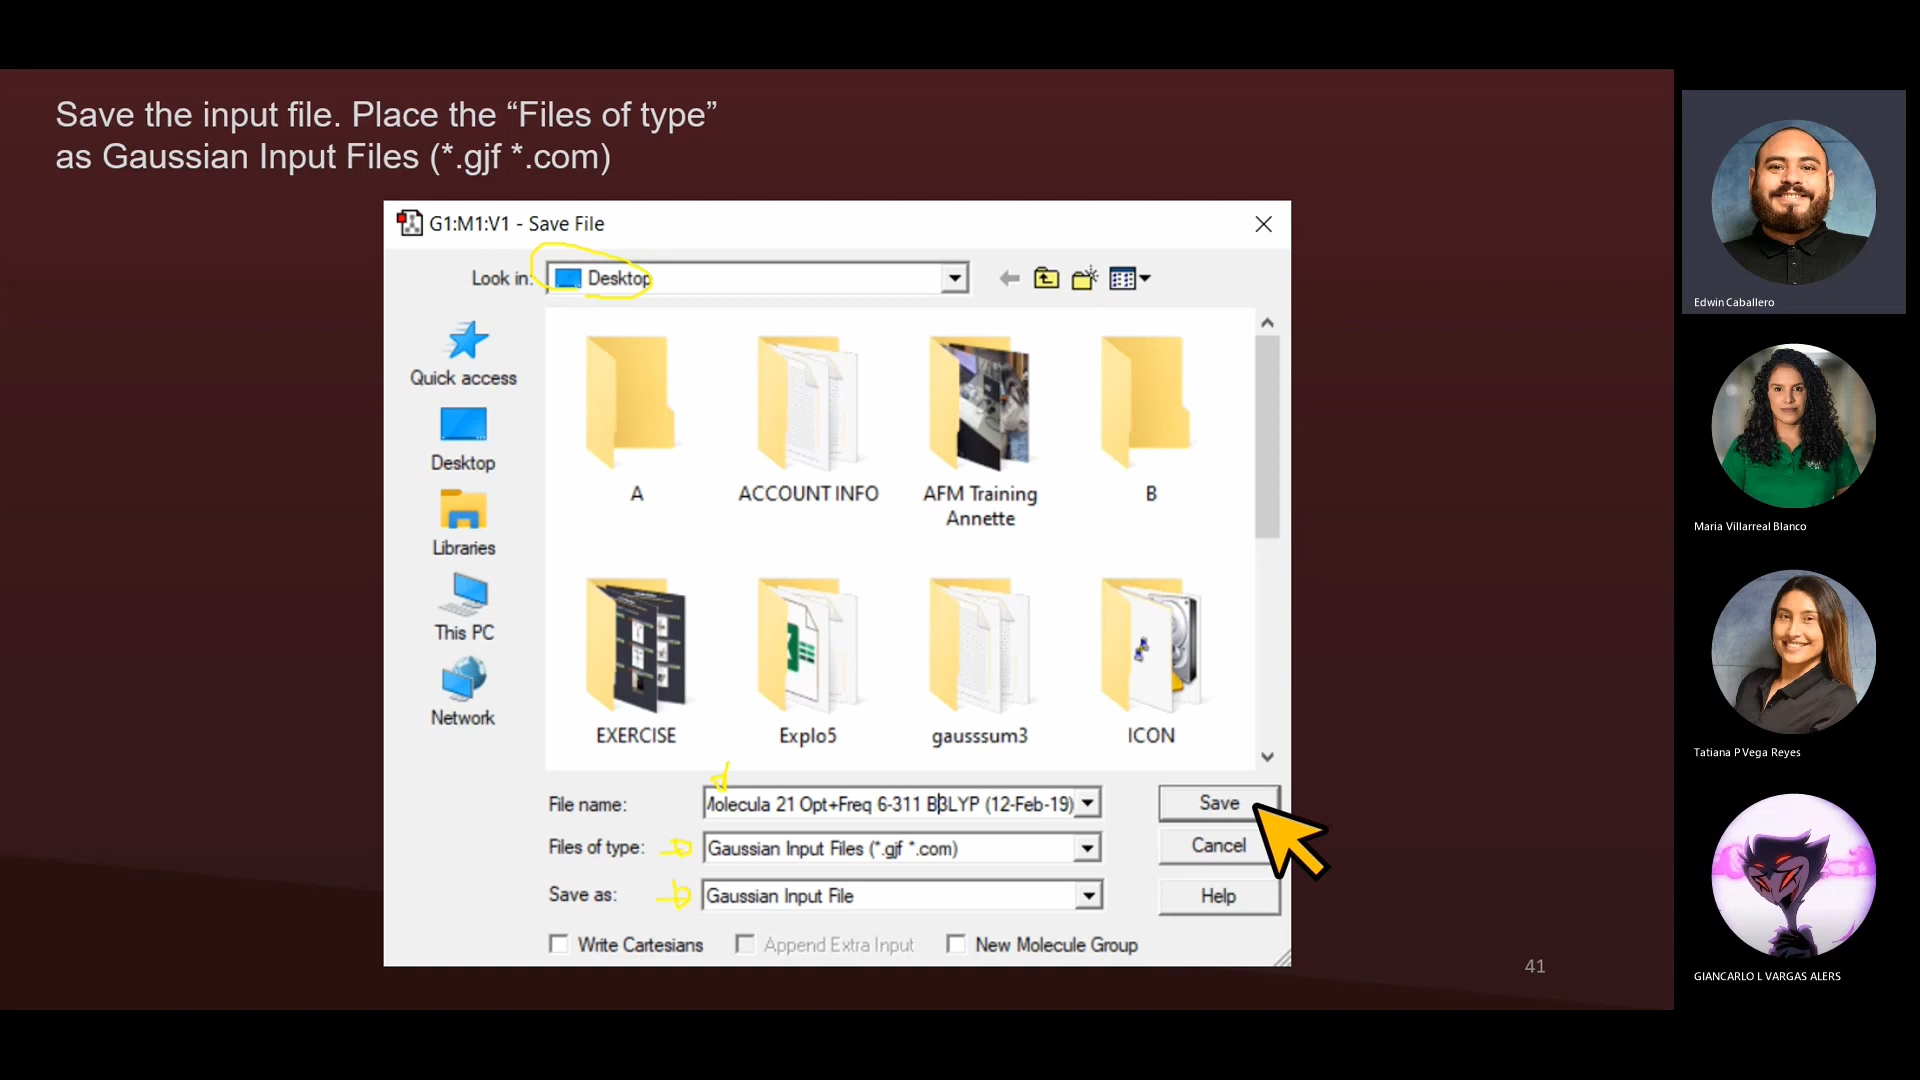 Save the input file. Place the “Files of type”
as Gaussian Input Files (*.gjf *.com)
G1:M1:V1 - Save File
Look in:
Desktop
Quick access
Desktop
Libraries
This PC
Network
A
ACCOUNT INFO
AFM Training
Annette
B
EXERCISE
Explo5
gausssum3
ICON
File name:
Molecula 21 Opt+Freq 6-311 B3LYP (12-Feb-19)
Save
Files of type:
Gaussian Input Files (*.gjf *.com)
Cancel
Save as:
Gaussian Input File
Help
Write Cartesians
Append Extra Input
New Molecule Group
41
Edwin Caballero
Maria Villarreal Blanco
Tatiana P Vega Reyes
GIANCARLO L VARGAS ALERS